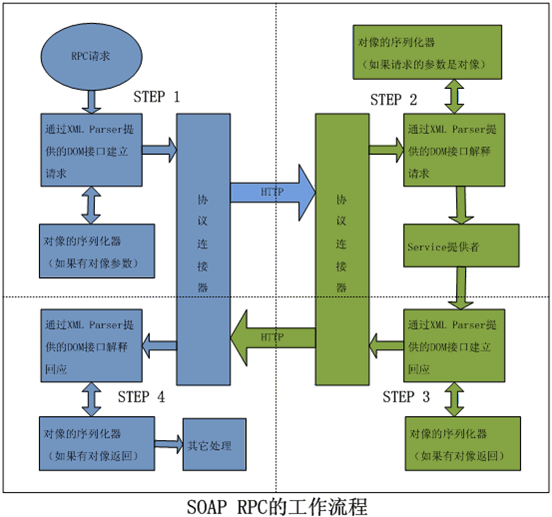 RPC请求
STEP 1
通过XML Parser提
供的DOM接口建立
请求
对像的序列化器
(如果有对像参数)
协
议
连
接
器
HTTP
对像的序列化器
(如果请求的参数是对像)
STEP 2
通过XML Parser提
供的DOM接口解释
请求
协
议
连
接
器
Service提供者
通过XML Parser提
供的DOM接口建立
回应
STEP 3
对像的序列化器
(如果有对像返回)
HTTP
通过XML Parser提
供的DOM接口解释
回应
STEP 4
对像的序列化器
(如果有对像返回)
其它处理
SOAP RPC的工作流程